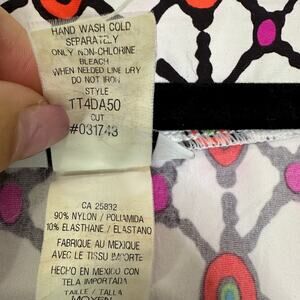 HAND WASH COLD
SEPARATELY
ONLY NON-CHLORINE
BLEACH
WHEN NEEDED LINE DRY
DO NOT IRON
STYLE
TT4DA50
CUT
#031743
CA 25832
90% NYLON / POLIAMIDA
10% ELASTHANE / ELASTANO
FABRIQUE AU MEXIQUE
AVEC LE TISSU IMPORTE
HECHO EN MEXICO CON
TELA IMPORTADA
TAILLE / TALLA
MOYEN